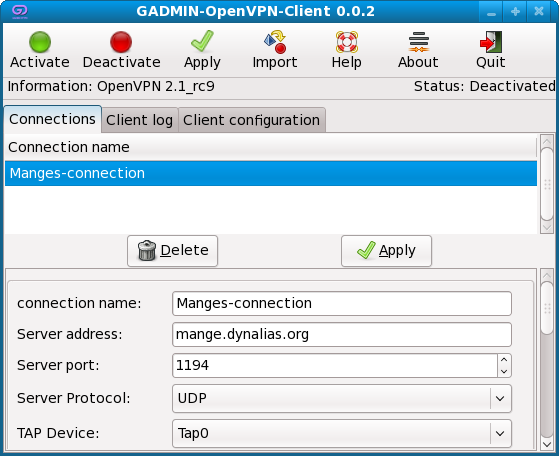 GADMIN-OpenVPN-Client 0.0.2
Activate Deactivate Apply Import Help About Quit
Information: OpenVPN 2.1_rc9 Status: Deactivated
Connections Client log Client configuration
Connection name
Manges-connection
Delete Apply
connection name: Manges-connection
Server address: mange.dynalias.org
Server port: 1194
Server Protocol: UDP
TAP Device: Tap0